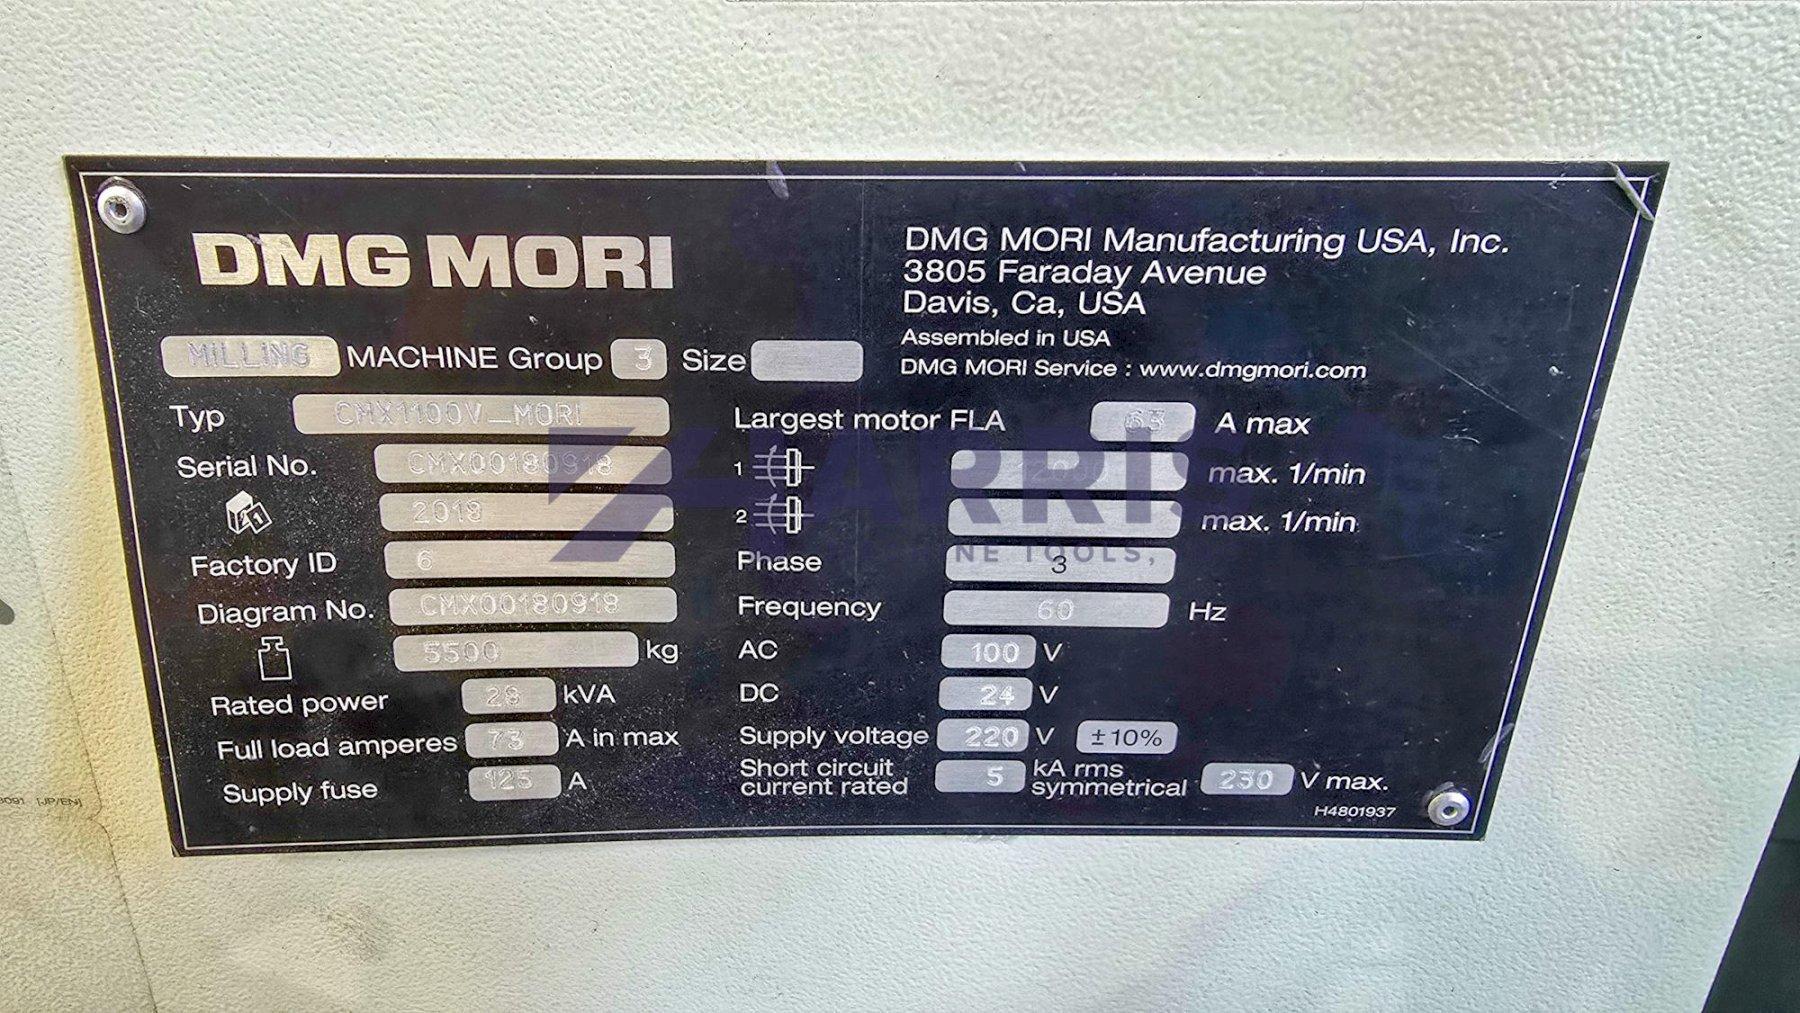 DMG MORI
DMG MORI Manufacturing USA, Inc.
3805 Faraday Avenue
Davis, Ca, USA
Assembled in USA
DMG MORI Service : www.dmgmori.com
MILLING MACHINE Group 3 Size
Typ CMX1100V_MORI
Serial No. CMX00180918
2018
Factory ID 6
Diagram No. CMX00180918
5500 kg
Rated power 28 kVA
Full load amperes 73 A in max
Supply fuse 125 A
Largest motor FLA 63 A max
1 max. 1/min
2 max. 1/min
Phase 3
Frequency 60 Hz
AC 100 V
DC 24 V
Supply voltage 220 V ±10%
Short circuit current rated 5 kA rms symmetrical 230 V max.
H4801937
HARRIS
TOOLS,
[JP/EN]